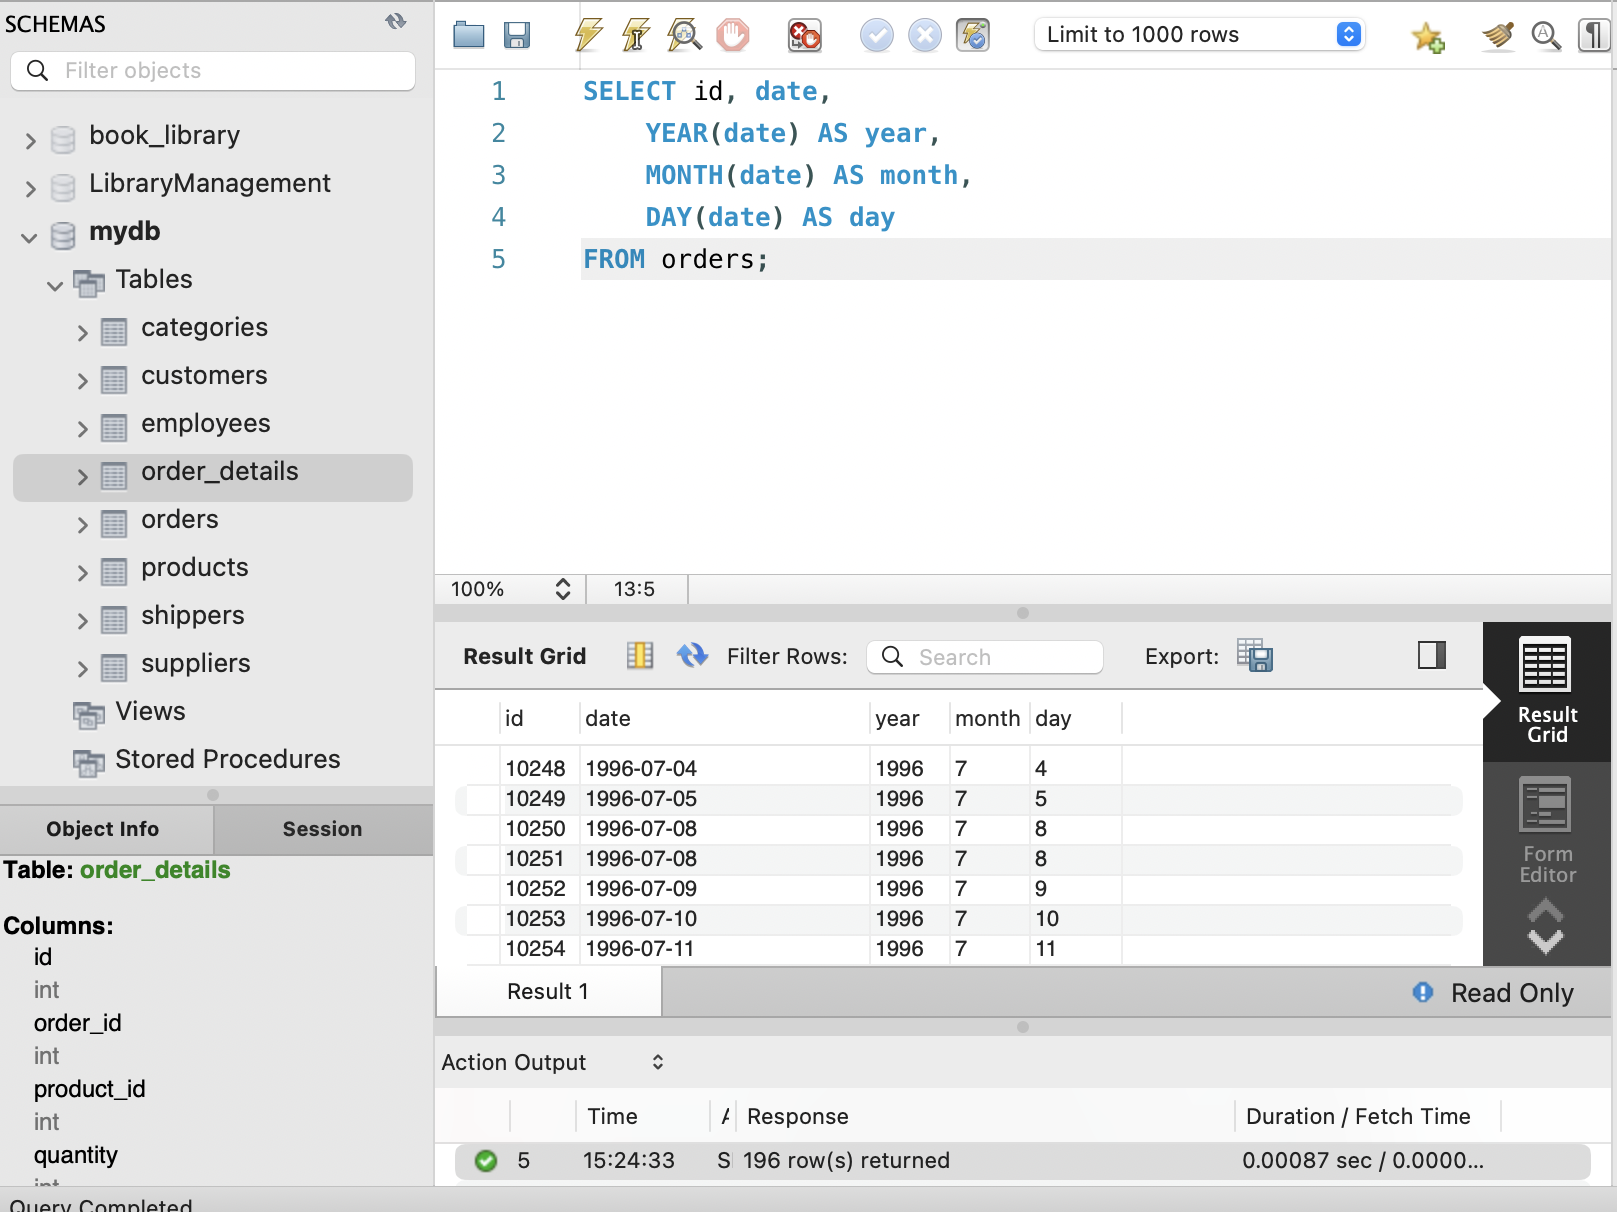 SCHEMAS
Filter objects
book_library
LibraryManagement
mydb
Tables
categories
customers
employees
order_details
orders
products
shippers
suppliers
Views
Stored Procedures
Object Info Session
Table: order_details
Columns:
id
int
order_id
int
product_id
int
quantity
int
Query Completed
Limit to 1000 rows
1 SELECT id, date,
2 YEAR(date) AS year,
3 MONTH(date) AS month,
4 DAY(date) AS day
5 FROM orders;
100% 13:5
Result Grid Filter Rows: Search Export:
id date year month day
10248 1996-07-04 1996 7 4
10249 1996-07-05 1996 7 5
10250 1996-07-08 1996 7 8
10251 1996-07-08 1996 7 8
10252 1996-07-09 1996 7 9
10253 1996-07-10 1996 7 10
10254 1996-07-11 1996 7 11
Result Grid
Form Editor
Result 1 Read Only
Action Output
Time A Response Duration / Fetch Time
5 15:24:33 S 196 row(s) returned 0.00087 sec / 0.0000...